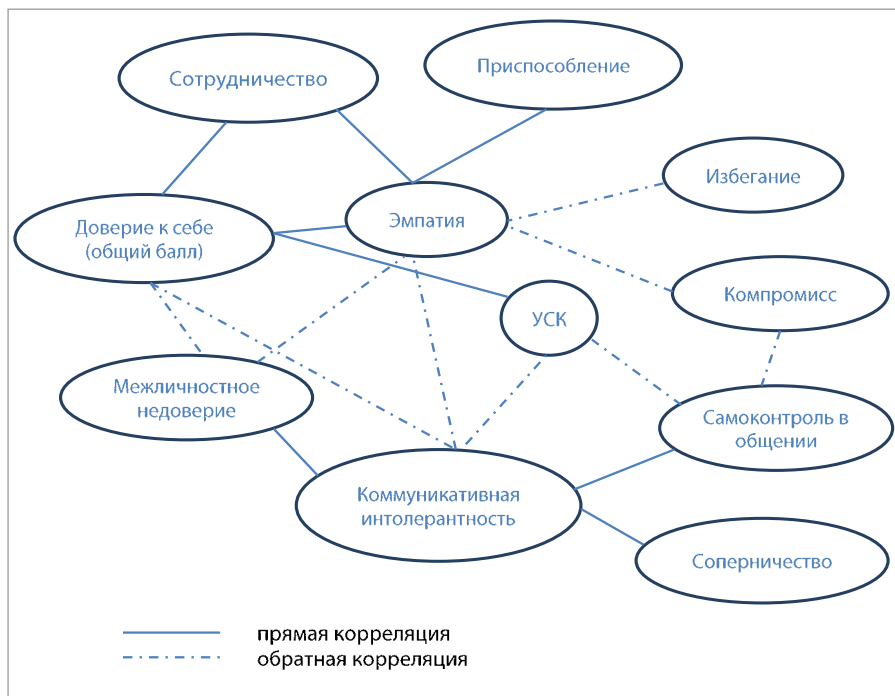 Сотрудничество
Приспособление
Избегание
Эмпатия
Доверие к себе
(общий балл)
Компромисс
УСК
Межличностное
недоверие
Самоконтроль в
общении
Коммуникативная
интолерантность
Соперничество
прямая корреляция
обратная корреляция